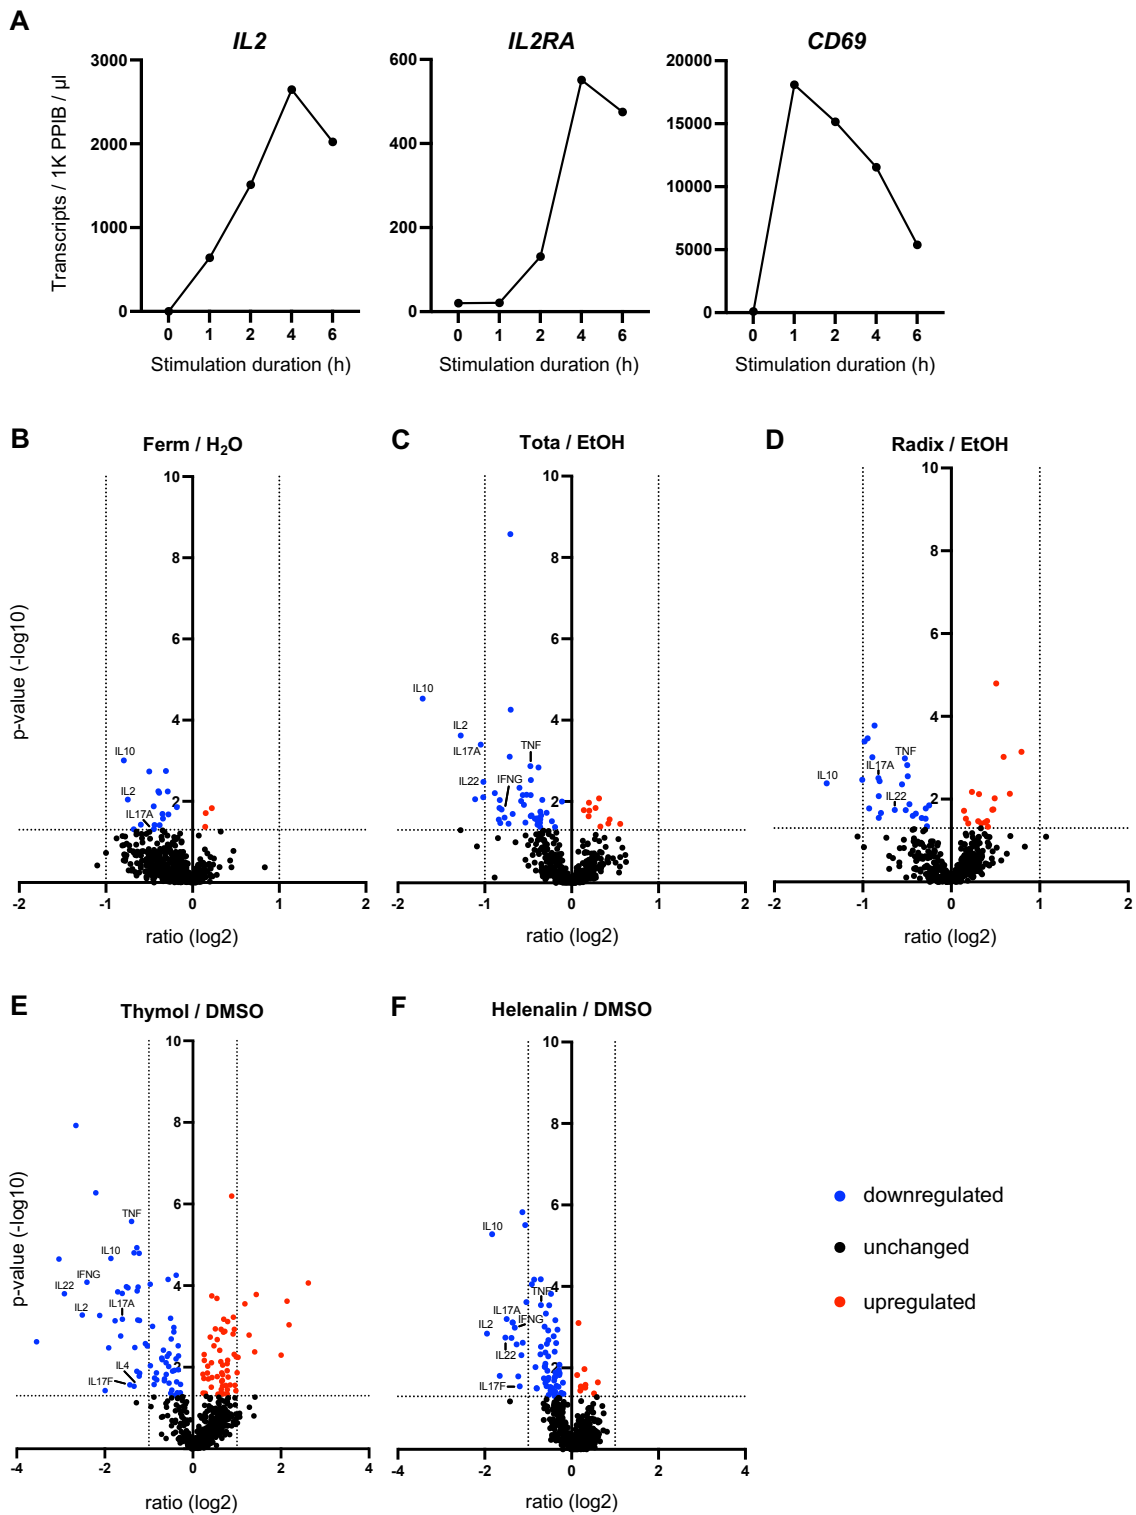 A
IL2
IL2RA
CD69
Transcripts / 1K PPIB / µl
3000
2000
1000
0
0 1 2 4 6
Stimulation duration (h)
600
400
200
0
0 1 2 4 6
Stimulation duration (h)
20000
15000
10000
5000
0
0 1 2 4 6
Stimulation duration (h)
B
Ferm / H₂O
p-value (-log10)
10
8
6
4
2
IL10
IL2
IL17A
-2 -1 0 1 2
ratio (log2)
C
Tota / EtOH
10
8
6
4
2
IL10
IL2
IL17A
TNF
IL22
IFNG
-2 -1 0 1 2
ratio (log2)
D
Radix / EtOH
10
8
6
4
2
TNF
IL17A
IL10
IL22
-2 -1 0 1 2
ratio (log2)
E
Thymol / DMSO
p-value (-log10)
10
8
6
4
2
TNF
IL10
IFNG
IL22
IL17A
IL2
IL4
IL17F
-4 -2 0 2 4
ratio (log2)
F
Helenalin / DMSO
10
8
6
4
2
IL10
TNF
IL17A
IFNG
IL2
IL22
IL17F
-4 -2 0 2 4
ratio (log2)
downregulated
unchanged
upregulated